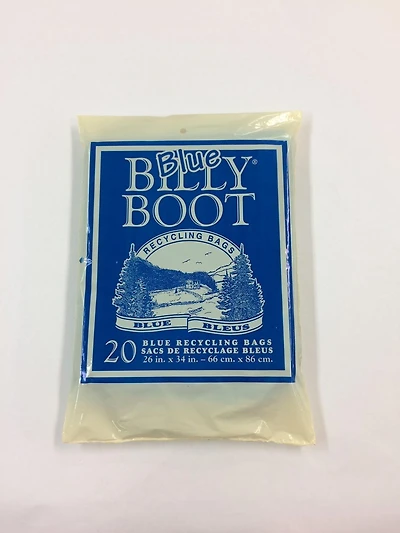 Blue
BILLY®
BOOT
RECYCLING BAGS
BLUE BLEUS
20 BLUE RECYCLING BAGS
SACS DE RECYCLAGE BLEUS
26 in. x 34 in. – 66 cm. x 86 cm.